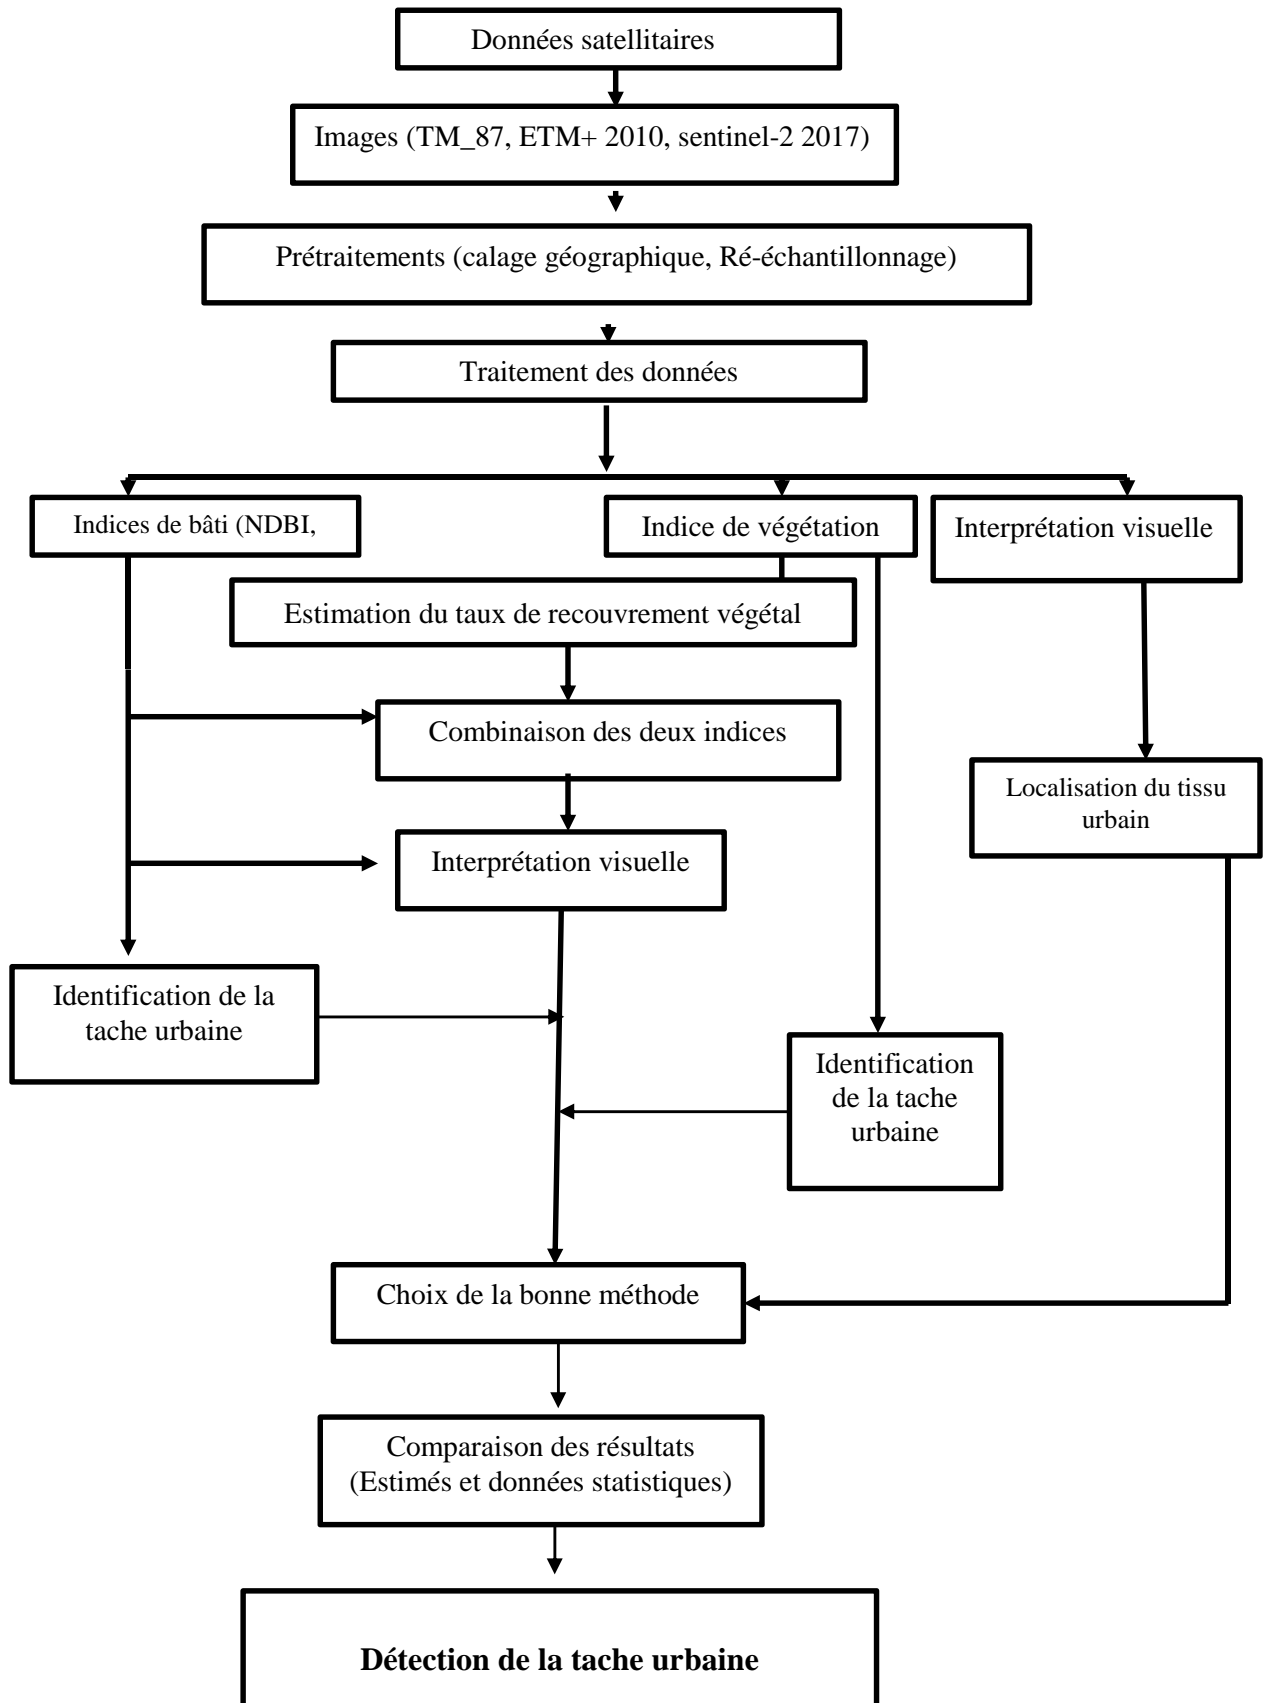 Données satellitaires
Images (TM_87, ETM+ 2010, sentinel-2 2017)
Prétraitements (calage géographique, Ré-échantillonnage)
Traitement des données
Indices de bâti (NDBI,
Indice de végétation
Interprétation visuelle
Estimation du taux de recouvrement végétal
Combinaison des deux indices
Localisation du tissu
urbain
Interprétation visuelle
Identification de la
tache urbaine
Identification
de la tache
urbaine
Choix de la bonne méthode
Comparaison des résultats
(Estimés et données statistiques)
Détection de la tache urbaine